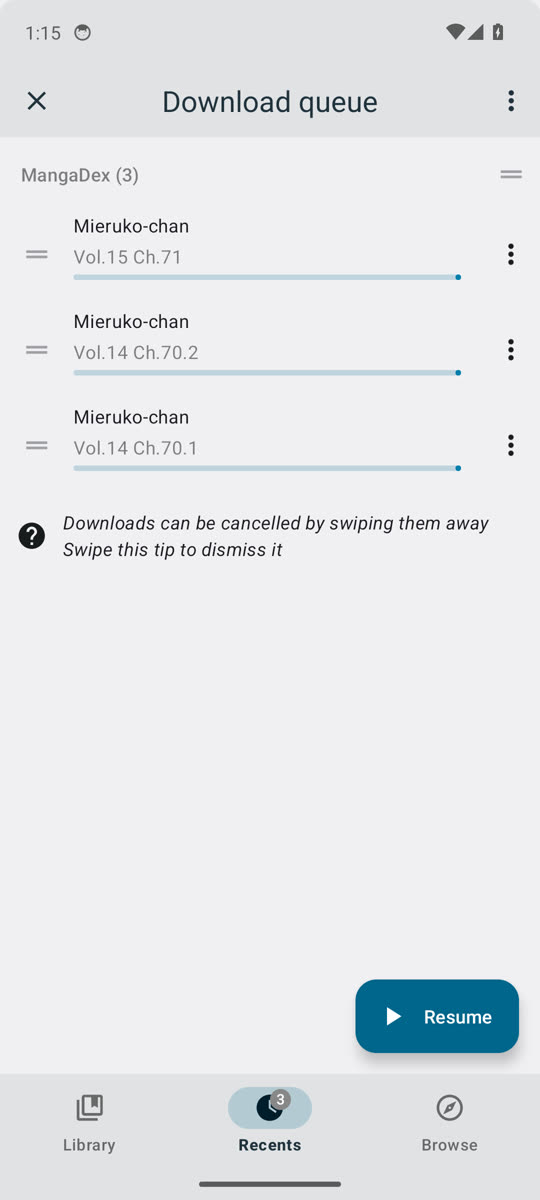 1:15
Download queue
MangaDex (3)
Mieruko-chan
Vol.15 Ch.71
Mieruko-chan
Vol.14 Ch.70.2
Mieruko-chan
Vol.14 Ch.70.1
Downloads can be cancelled by swiping them away
Swipe this tip to dismiss it
Resume
3
Library
Recents
Browse